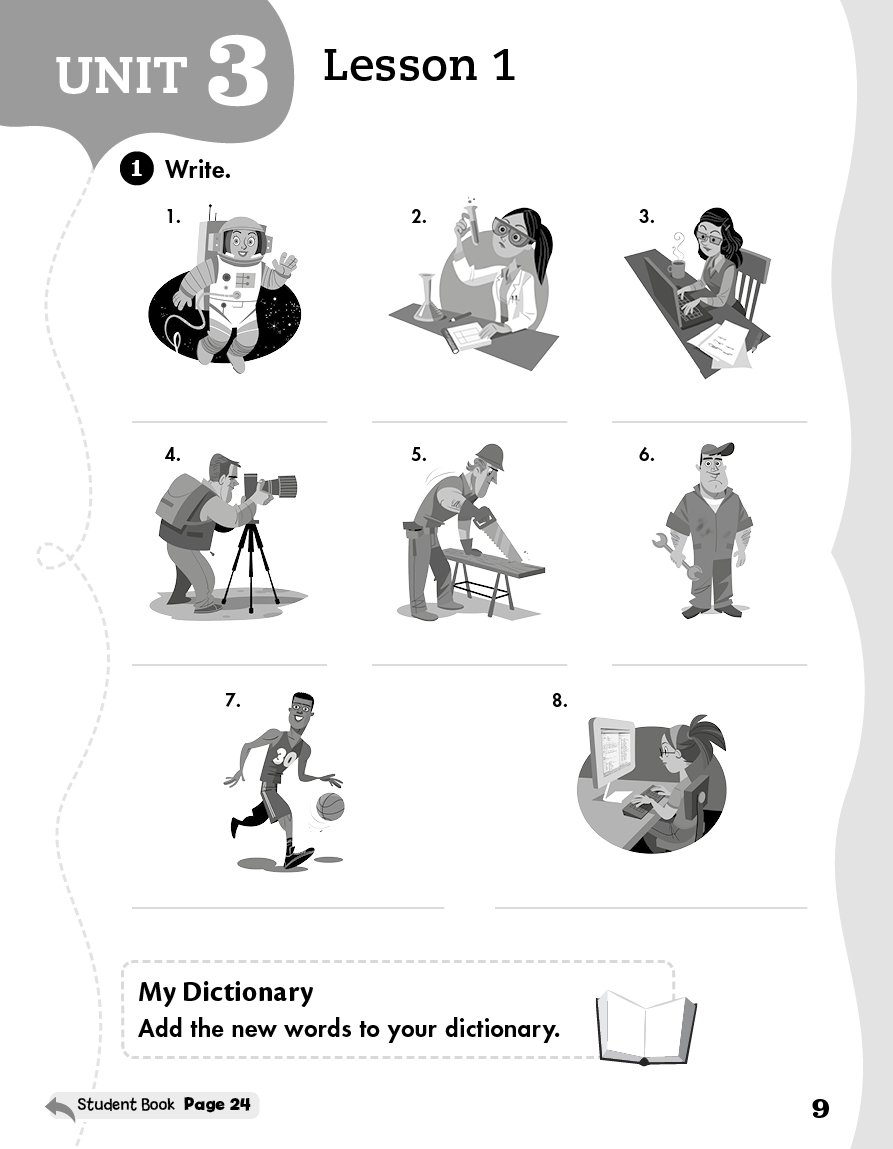 UNIT 3
Lesson 1
1 Write.
1.
2.
3.
4.
5.
6.
30
7.
8.
My Dictionary
Add the new words to your dictionary.
Student Book Page 24
9